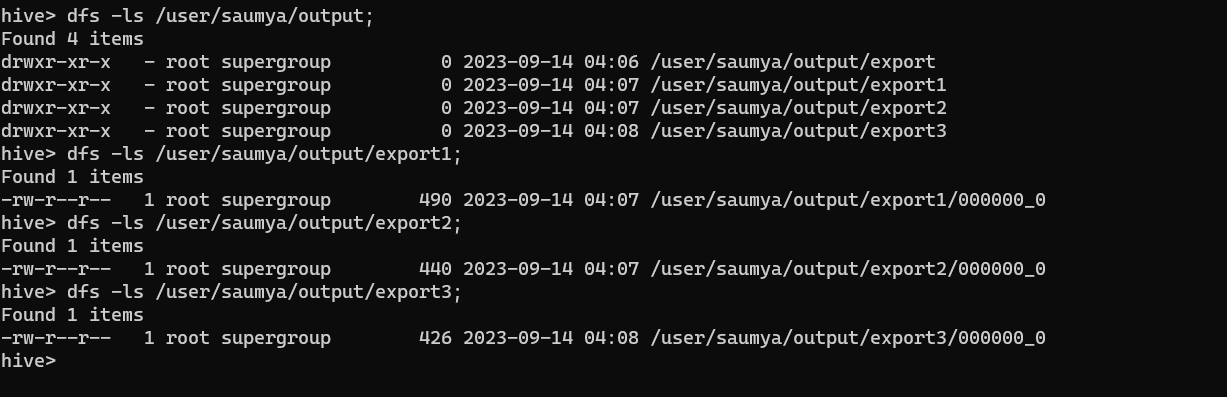 hive> dfs -ls /user/saumya/output;
Found 4 items
drwxr-xr-x   - root supergroup          0 2023-09-14 04:06 /user/saumya/output/export
drwxr-xr-x   - root supergroup          0 2023-09-14 04:07 /user/saumya/output/export1
drwxr-xr-x   - root supergroup          0 2023-09-14 04:07 /user/saumya/output/export2
drwxr-xr-x   - root supergroup          0 2023-09-14 04:08 /user/saumya/output/export3
hive> dfs -ls /user/saumya/output/export1;
Found 1 items
-rw-r--r--   1 root supergroup        490 2023-09-14 04:07 /user/saumya/output/export1/000000_0
hive> dfs -ls /user/saumya/output/export2;
Found 1 items
-rw-r--r--   1 root supergroup        440 2023-09-14 04:07 /user/saumya/output/export2/000000_0
hive> dfs -ls /user/saumya/output/export3;
Found 1 items
-rw-r--r--   1 root supergroup        426 2023-09-14 04:08 /user/saumya/output/export3/000000_0
hive>